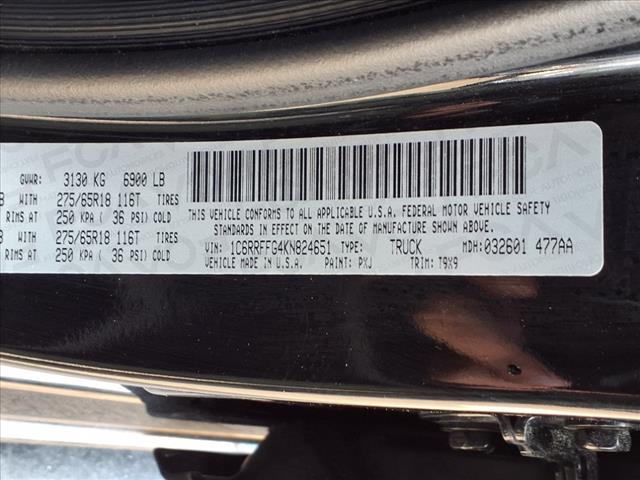 GVWR: 3130 KG 6900 LB
B WITH 275/65R18 116T TIRES
RIMS AT 250 KPA ( 36 PSI) COLD
B WITH 275/65R18 116T TIRES
RIMS AT 250 KPA ( 36 PSI) COLD
THIS VEHICLE CONFORMS TO ALL APPLICABLE U.S.A. FEDERAL MOTOR VEHICLE SAFETY
STANDARDS IN EFFECT ON THE DATE OF MANUFACTURE SHOWN ABOVE.
VIN: 1C6RRFFG4KN824651 TYPE: TRUCK MDH: 032601 477AA
VEHICLE MADE IN U.S.A. PAINT: PXJ TRIM: T9X9